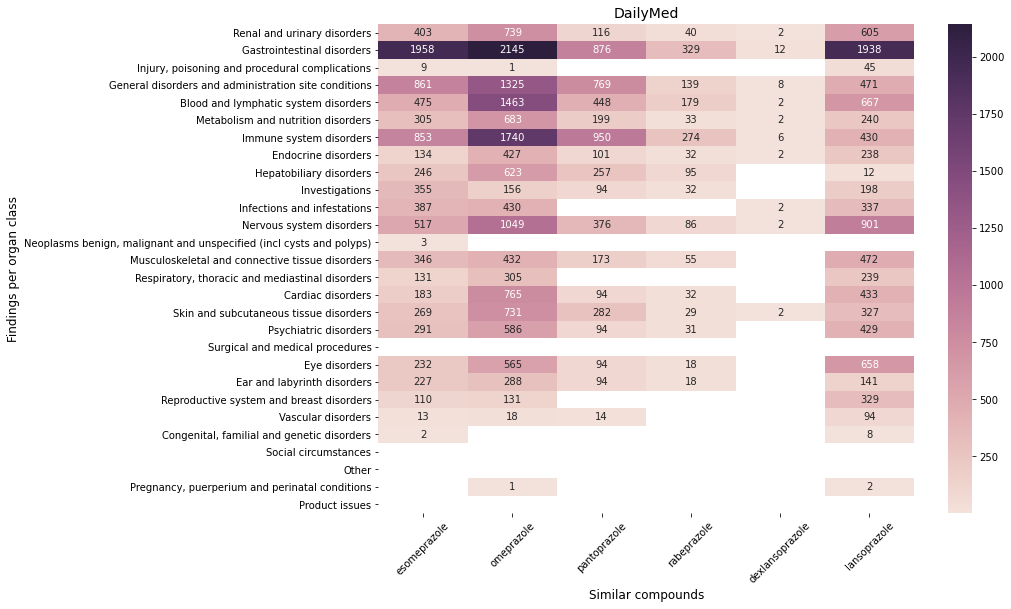 DailyMed
Renal and urinary disorders 403 739 116 40 2 605
Gastrointestinal disorders 1958 2145 876 329 12 1938
Injury, poisoning and procedural complications 9 1 45
General disorders and administration site conditions 861 1325 769 139 8 471
Blood and lymphatic system disorders 475 1463 448 179 2 667
Metabolism and nutrition disorders 305 683 199 33 2 240
Immune system disorders 853 1740 950 274 6 430
Endocrine disorders 134 427 101 32 2 238
Hepatobiliary disorders 246 623 257 95 12
Investigations 355 156 94 32 198
Infections and infestations 387 430 2 337
Nervous system disorders 517 1049 376 86 2 901
Neoplasms benign, malignant and unspecified (incl cysts and polyps) 3
Musculoskeletal and connective tissue disorders 346 432 173 55 472
Respiratory, thoracic and mediastinal disorders 131 305 239
Cardiac disorders 183 765 94 32 433
Skin and subcutaneous tissue disorders 269 731 282 29 2 327
Psychiatric disorders 291 586 94 31 429
Surgical and medical procedures
Eye disorders 232 565 94 18 658
Ear and labyrinth disorders 227 288 94 18 141
Reproductive system and breast disorders 110 131 329
Vascular disorders 13 18 14 94
Congenital, familial and genetic disorders 2 8
Social circumstances
Other
Pregnancy, puerperium and perinatal conditions 1 2
Product issues
Findings per organ class
esomeprazole omeprazole pantoprazole rabeprazole dexlansoprazole lansoprazole
Similar compounds
2000
1750
1500
1250
1000
750
500
250